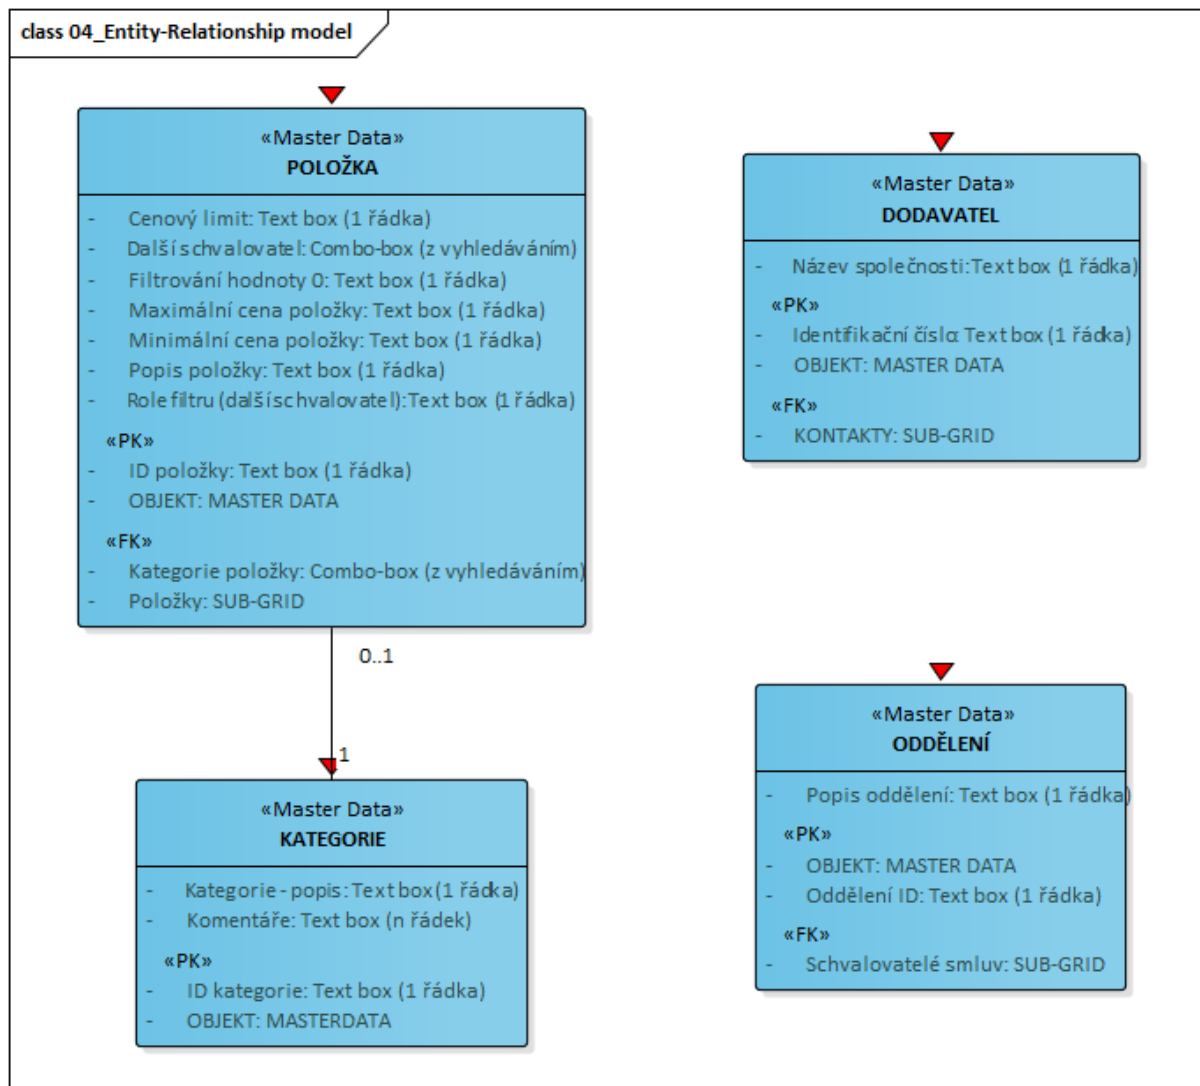 class 04_Entity-Relationship model
«Master Data»
POLOŽKA
- Cenový limit: Text box (1 řádka)
- Další schvalovatel: Combo-box (z vyhledáváním)
- Filtrování hodnoty 0: Text box (1 řádka)
- Maximální cena položky: Text box (1 řádka)
- Minimální cena položky: Text box (1 řádka)
- Popis položky: Text box (1 řádka)
- Role filtru (další schvalovatel): Text box (1 řádka)
«PK»
- ID položky: Text box (1 řádka)
- OBJEKT: MASTER DATA
«FK»
- Kategorie položky: Combo-box (z vyhledáváním)
- Položky: SUB-GRID
0..1
1
«Master Data»
KATEGORIE
- Kategorie - popis: Text box (1 řádka)
- Komentáře: Text box (n řádek)
«PK»
- ID kategorie: Text box (1 řádka)
- OBJEKT: MASTERDATA
«Master Data»
DODAVATEL
- Název společnosti: Text box (1 řádka)
«PK»
- Identifikační číslo: Text box (1 řádka)
- OBJEKT: MASTER DATA
«FK»
- KONTAKTY: SUB-GRID
«Master Data»
ODDĚLENÍ
- Popis oddělení: Text box (1 řádka)
«PK»
- OBJEKT: MASTER DATA
- Oddělení ID: Text box (1 řádka)
«FK»
- Schvalovatelé smluv: SUB-GRID